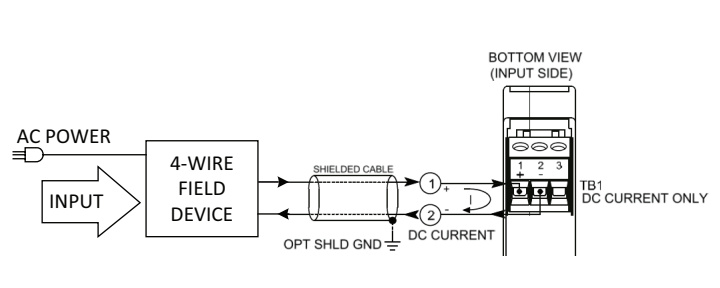 BOTTOM VIEW
(INPUT SIDE)
AC POWER
4-WIRE
FIELD
DEVICE
INPUT
SHIELDED CABLE
1
+
I
-
2
DC CURRENT
OPT SHLD GND
1 2 3
+ -
TB1
DC CURRENT ONLY